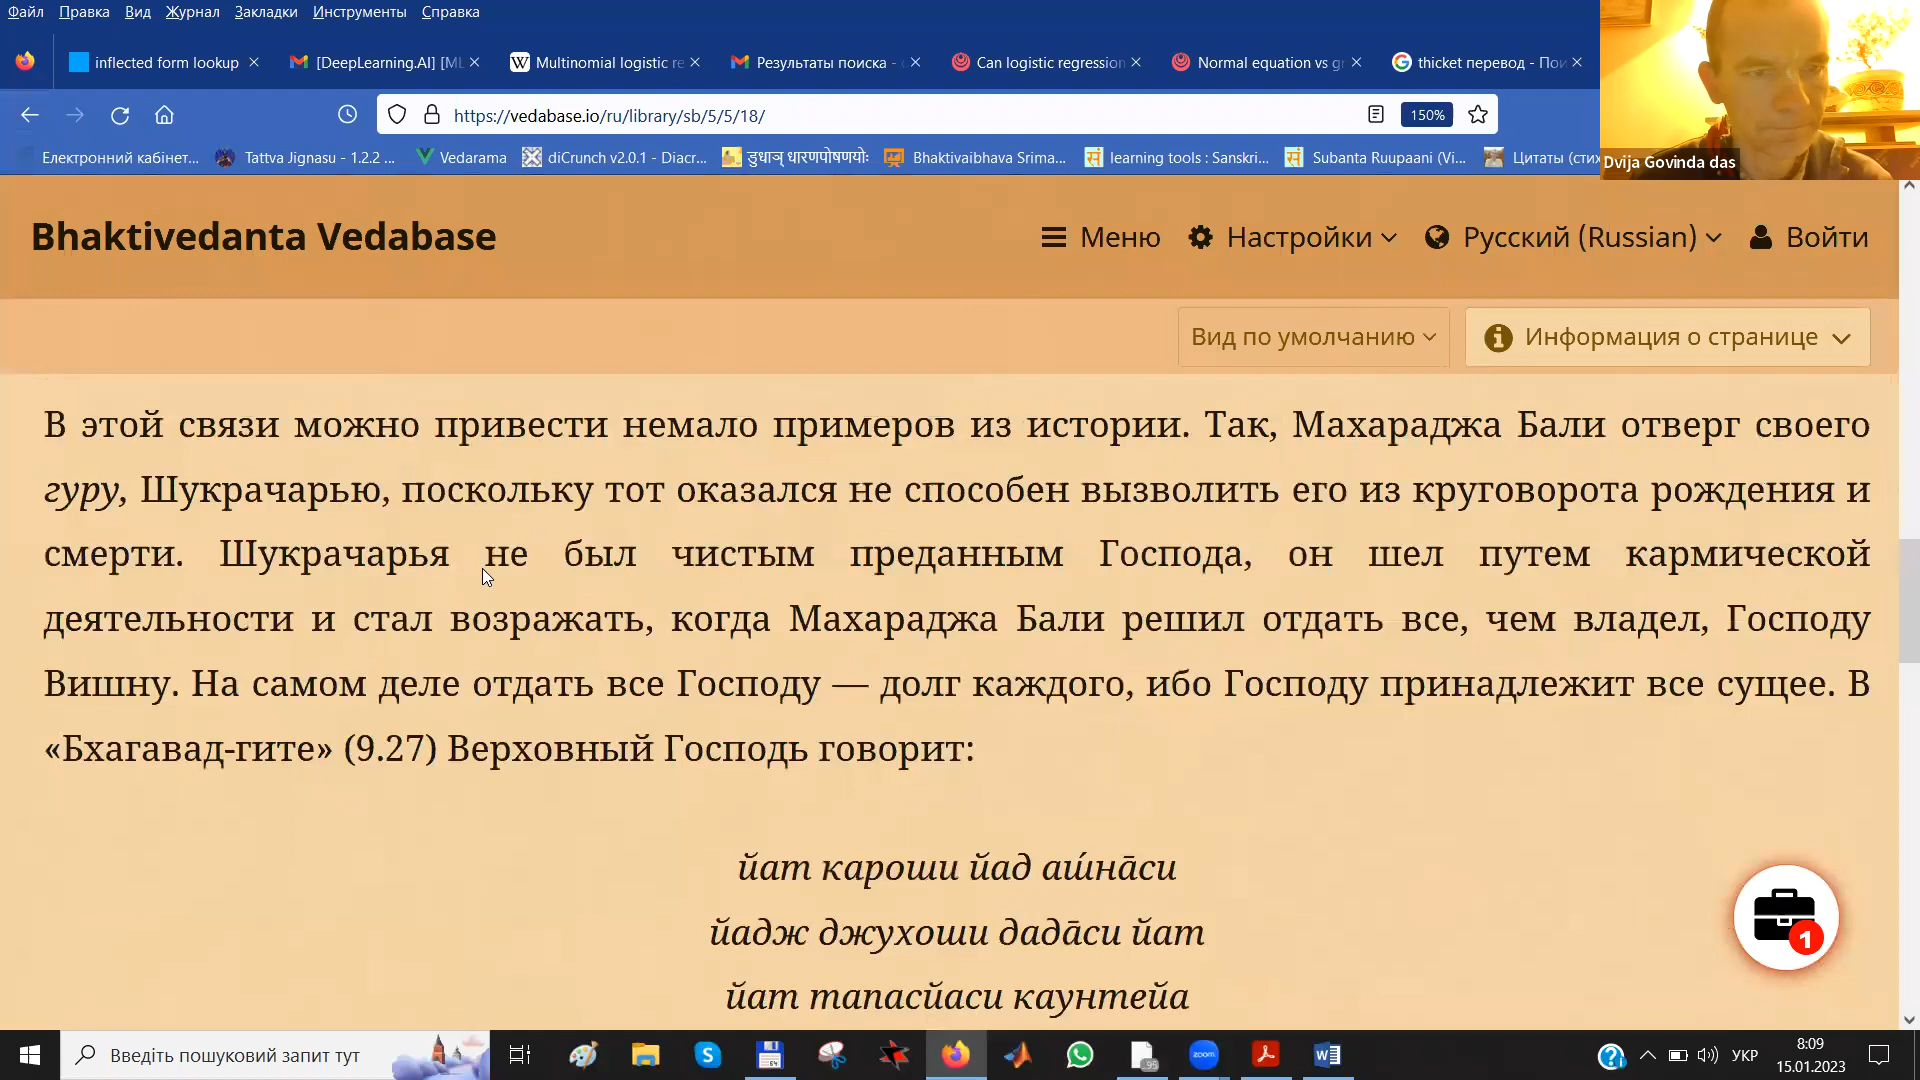 Файл Правка Вид Журнал Закладки Инструменты Справка
inflected form lookup
[DeepLearning.AI] [ML
Multinomial logistic re
Результаты поиска -
Can logistic regression
Normal equation vs gr
thicket перевод - Пои
https://vedabase.io/ru/library/sb/5/5/18/
150%
Електронний кабінет...
Tattva Jignasu - 1.2.2 ...
Vedarama
diCrunch v2.0.1 - Diacr...
डुधाञ् धारणपोषणयोः
Bhaktivaibhava Srima...
learning tools : Sanskri...
Subanta Ruupaani (Vi...
Цитаты (стих
Dvija Govinda das
Bhaktivedanta Vedabase
Меню
Настройки
Русский (Russian)
Войти
Вид по умолчанию
Информация о странице
В этой связи можно привести немало примеров из истории. Так, Махараджа Бали отверг своего
гуру, Шукрачарью, поскольку тот оказался не способен вызволить его из круговорота рождения и
смерти. Шукрачарья не был чистым преданным Господа, он шел путем кармической
деятельности и стал возражать, когда Махараджа Бали решил отдать все, чем владел, Господу
Вишну. На самом деле отдать все Господу — долг каждого, ибо Господу принадлежит все сущее. В
«Бхагавад-гите» (9.27) Верховный Господь говорит:
йат кароши йад аш́на̄си
йадж джухоши дада̄си йат
йат тапасйаси каунтейа
1
Введіть пошуковий запит тут
95
zoom
УКР
8:09
15.01.2023